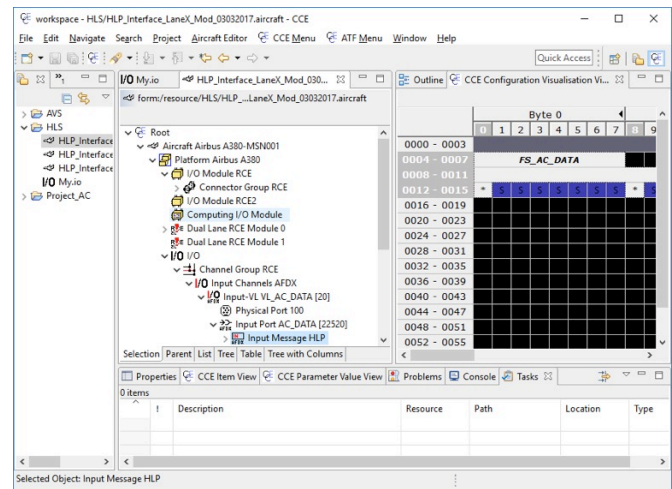 workspace - HLS/HLP_Interface_LaneX_Mod_03032017.aircraft - CCE
File Edit Navigate Search Project Aircraft Editor CCE Menu ATF Menu Window Help
Quick Access
My.io
HLP_Interface_LaneX_Mod_030...
form:/resource/HLS/HLP_...LaneX_Mod_03032017.aircraft
AVS
HLS
HLP_Interface
HLP_Interface
HLP_Interface
I/O My.io
Project_AC
Root
Aircraft Airbus A380-MSN001
Platform Airbus A380
I/O Module RCE
Connector Group RCE
I/O Module RCE2
Computing I/O Module
Dual Lane RCE Module 0
Dual Lane RCE Module 1
I/O I/O
Channel Group RCE
I/O Input Channels AFDX
Input-VL VL_AC_DATA [20]
Physical Port 100
Input Port AC_DATA [22520]
Input Message HLP
Selection Parent List Tree Table Tree with Columns
Outline CCE Configuration Visualisation Vi...
Byte 0
0 1 2 3 4 5 6 7 8 9
0000 - 0003
0004 - 0007 FS_AC_DATA
0008 - 0011
0012 - 0015 * S S S S S S S * S
0016 - 0019
0020 - 0023
0024 - 0027
0028 - 0031
0032 - 0035
0036 - 0039
0040 - 0043
0044 - 0047
0048 - 0051
0052 - 0055
Properties CCE Item View CCE Parameter Value View Problems Console Tasks
0 items
! Description Resource Path Location Type
Selected Object: Input Message HLP